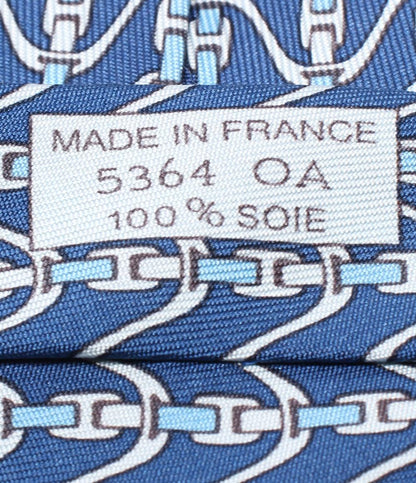 MADE IN FRANCE
5364 OA
100% SOIE